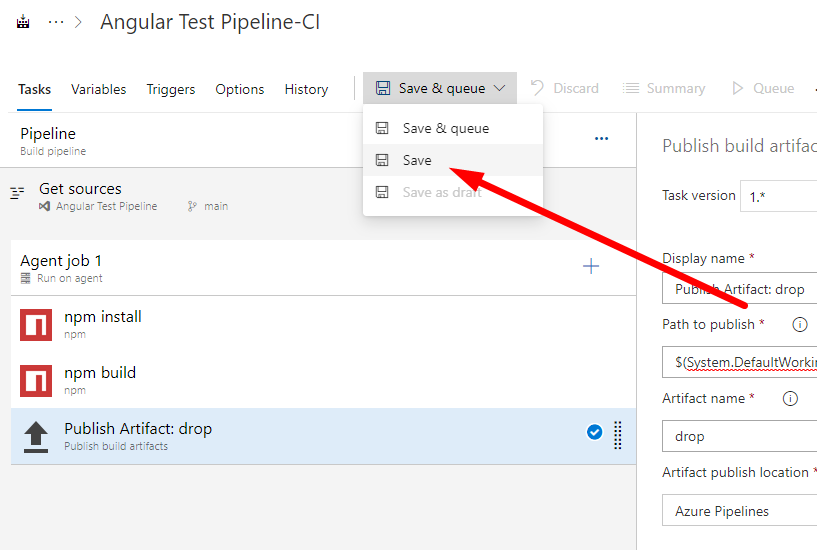 ··· > Angular Test Pipeline-CI
Tasks Variables Triggers Options History Save & queue Discard Summary Queue
Save & queue
Save
Save as draft
Pipeline ···
Build pipeline
Get sources
Angular Test Pipeline main
Agent job 1 +
Run on agent
npm install
npm
npm build
npm
Publish Artifact: drop
Publish build artifacts
Publish build artifac
Task version 1.*
Display name *
Publish Artifact: drop
Path to publish *
$(System.DefaultWorkin
Artifact name *
drop
Artifact publish location *
Azure Pipelines